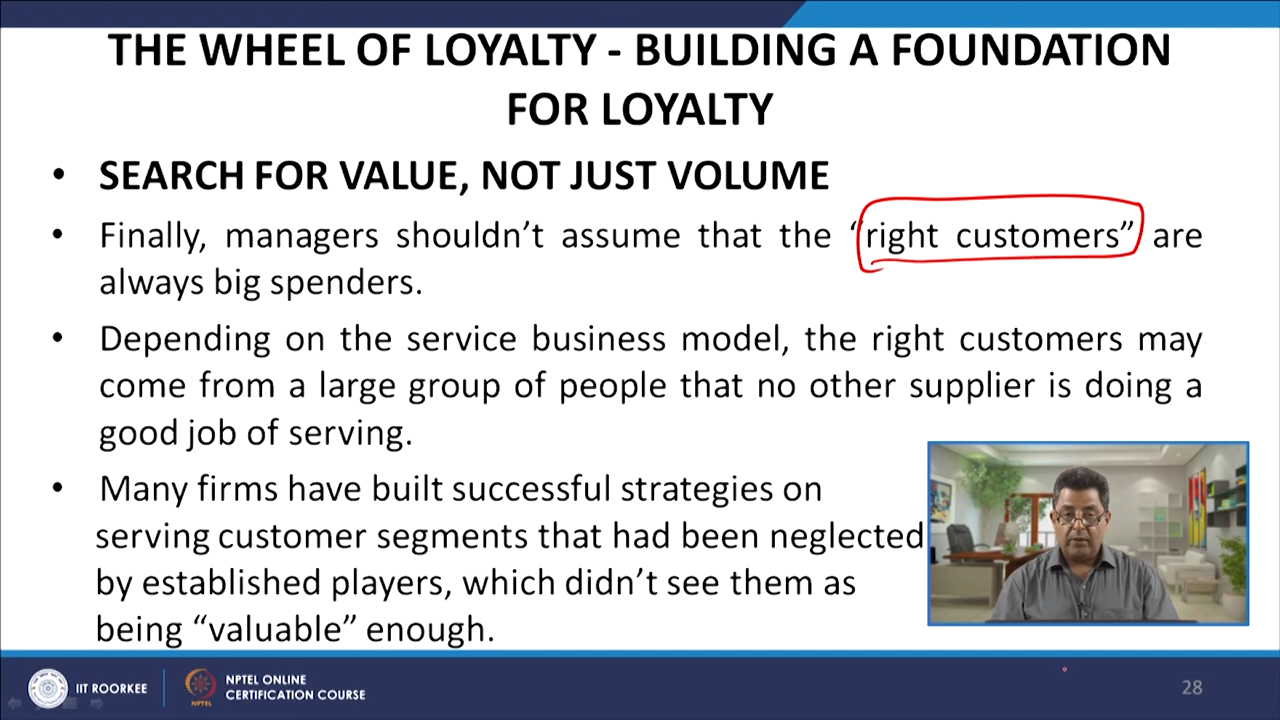 THE WHEEL OF LOYALTY - BUILDING A FOUNDATION
FOR LOYALTY
• SEARCH FOR VALUE, NOT JUST VOLUME
• Finally, managers shouldn’t assume that the “right customers” are
always big spenders.
• Depending on the service business model, the right customers may
come from a large group of people that no other supplier is doing a
good job of serving.
• Many firms have built successful strategies on
serving customer segments that had been neglected
by established players, which didn’t see them as
being “valuable” enough.
IIT ROORKEE
NPTEL
NPTEL ONLINE
CERTIFICATION COURSE
28